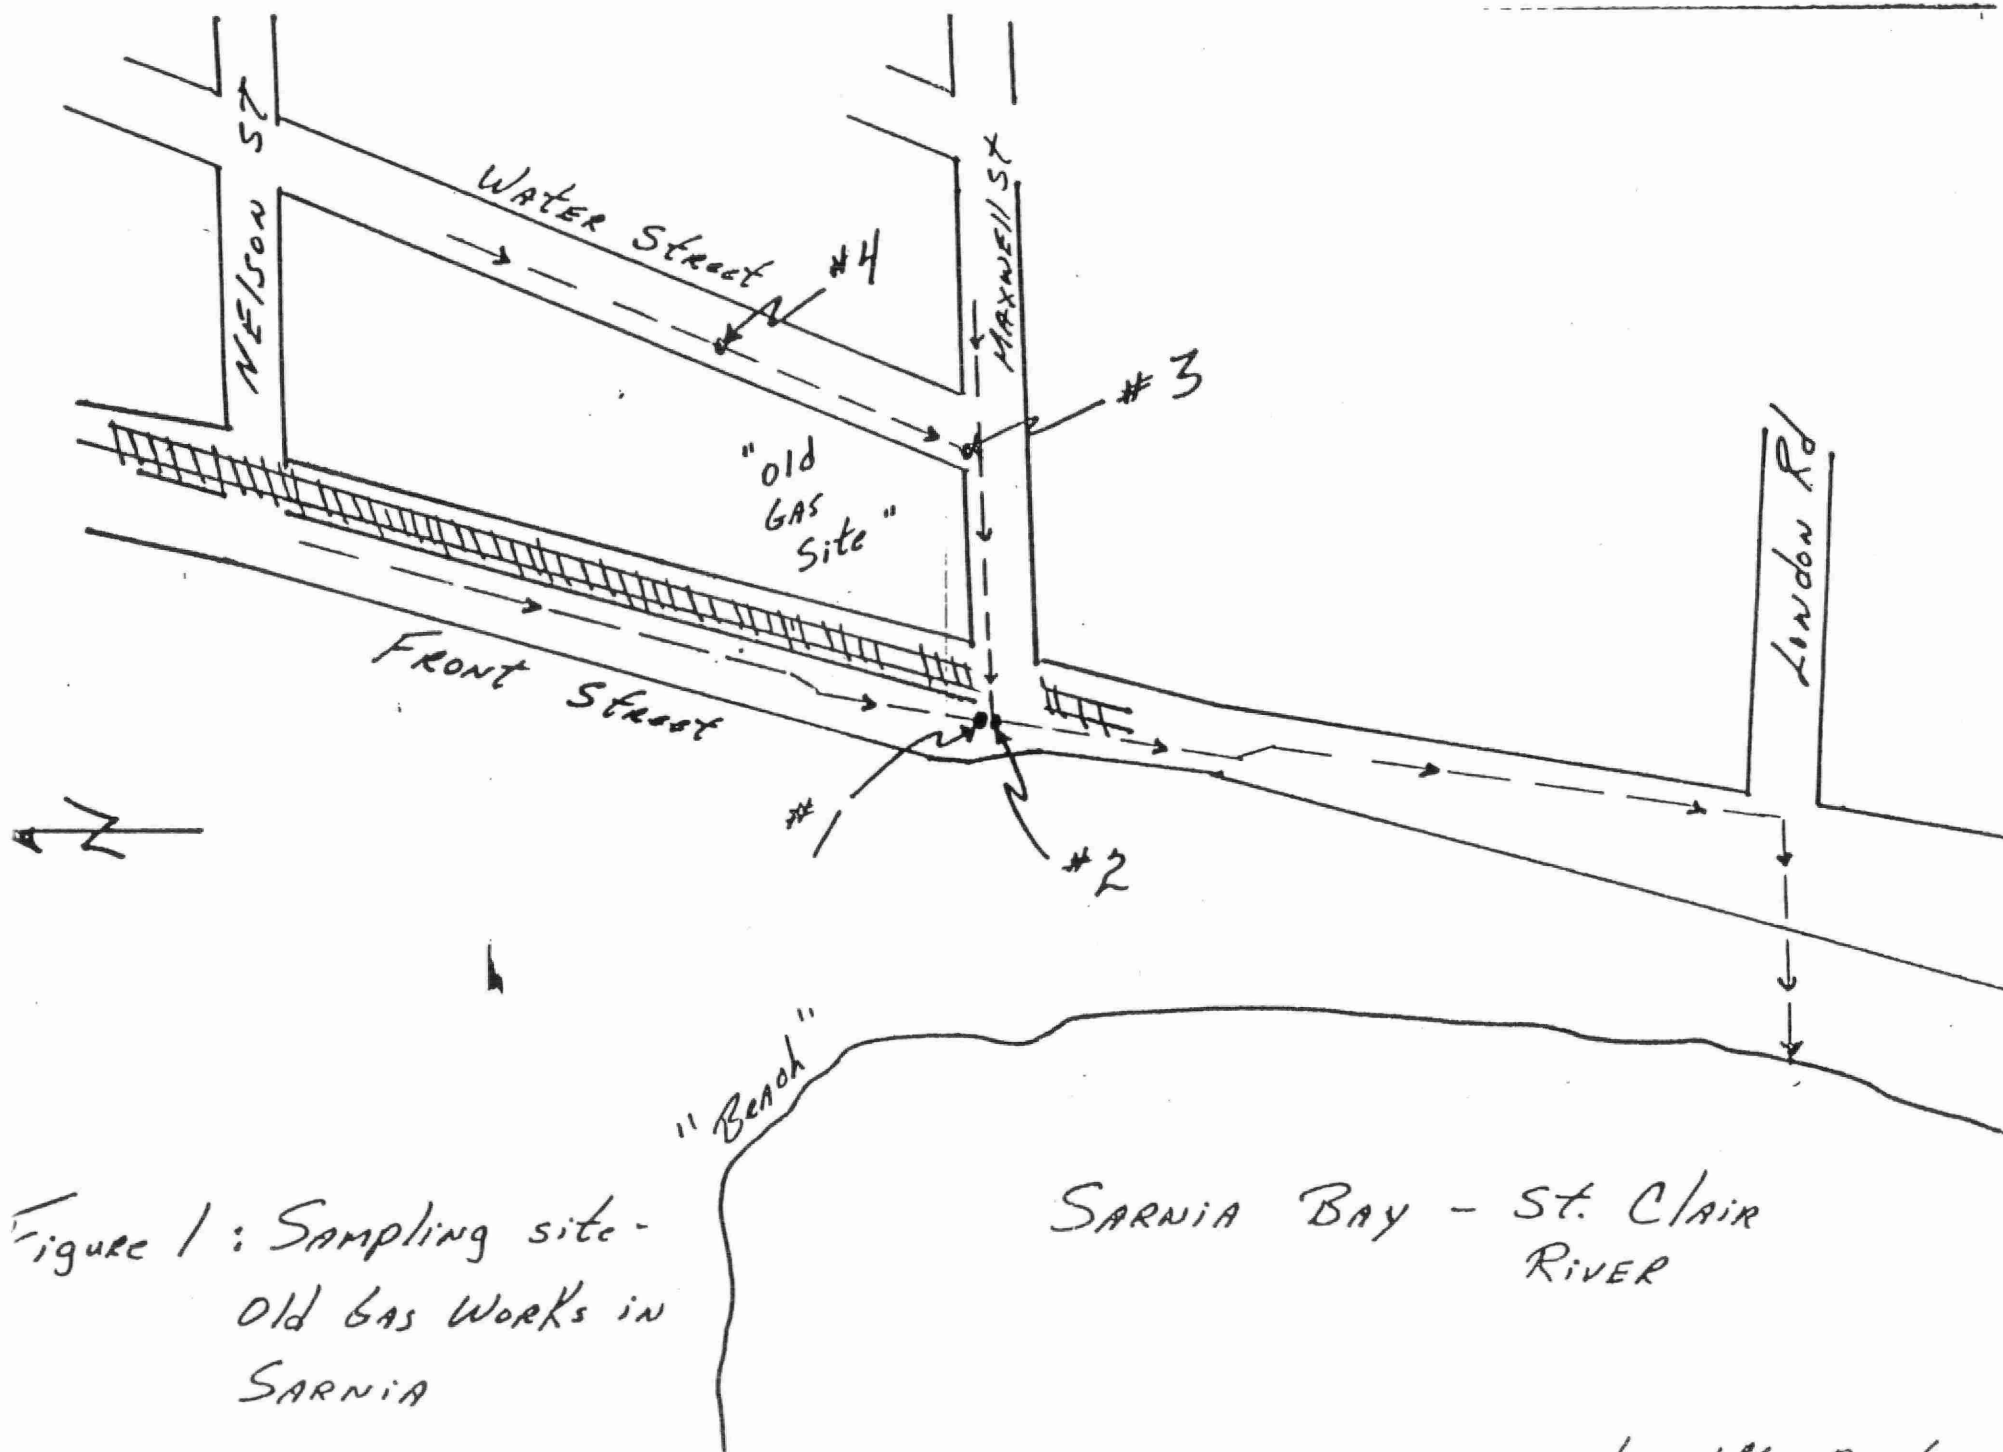 NElson ST
WATER Street
#4
MAXWEll St
#3
"old
GAS
Site"
London Rd
FRONT Street
#1
#2
N
"BeAch"
SARNiA BAY - St. ClAiR
RiVER
Figure 1: SAMpliNg site -
Old GAS WORKs iN
SARNiA